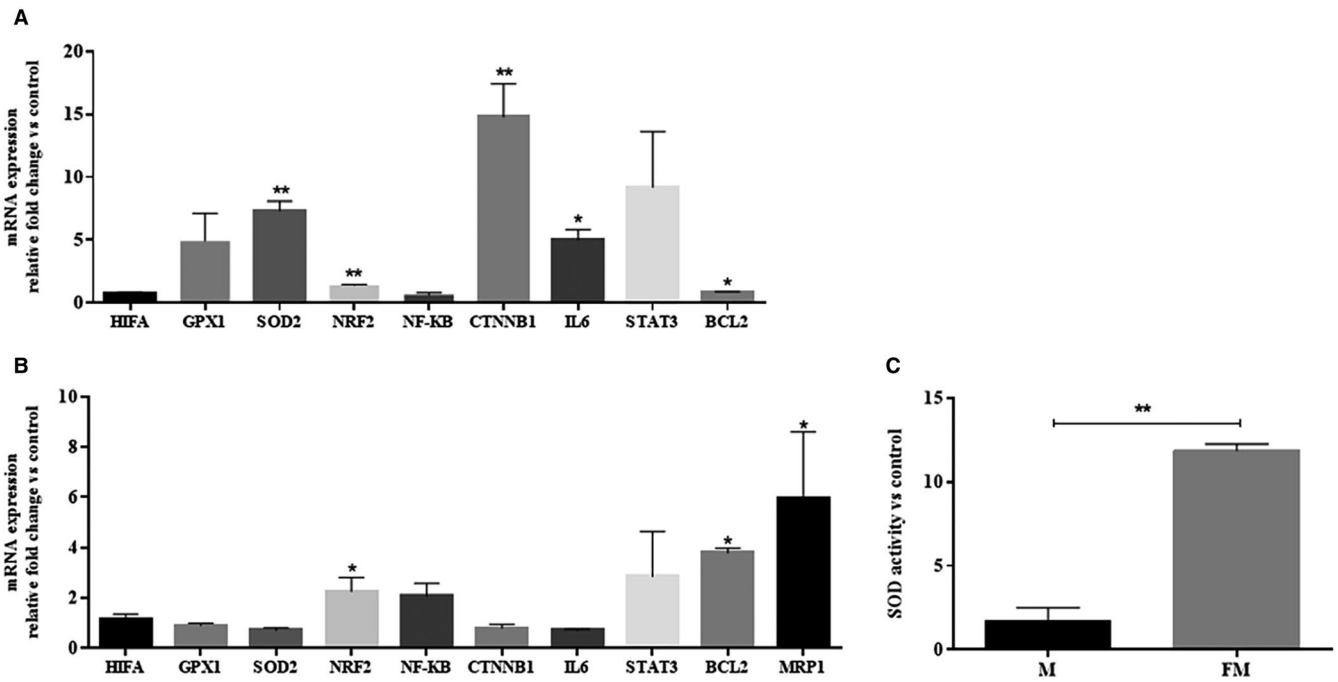 A
mRNA expression
relative fold change vs control
20
15
10
5
0
**
**
**
*
*
HIFA GPX1 SOD2 NRF2 NF-KB CTNNB1 IL6 STAT3 BCL2
B
mRNA expression
relative fold change vs control
10
8
6
4
2
0
*
*
*
HIFA GPX1 SOD2 NRF2 NF-KB CTNNB1 IL6 STAT3 BCL2 MRP1
C
SOD activity vs control
15
10
5
0
**
M FM